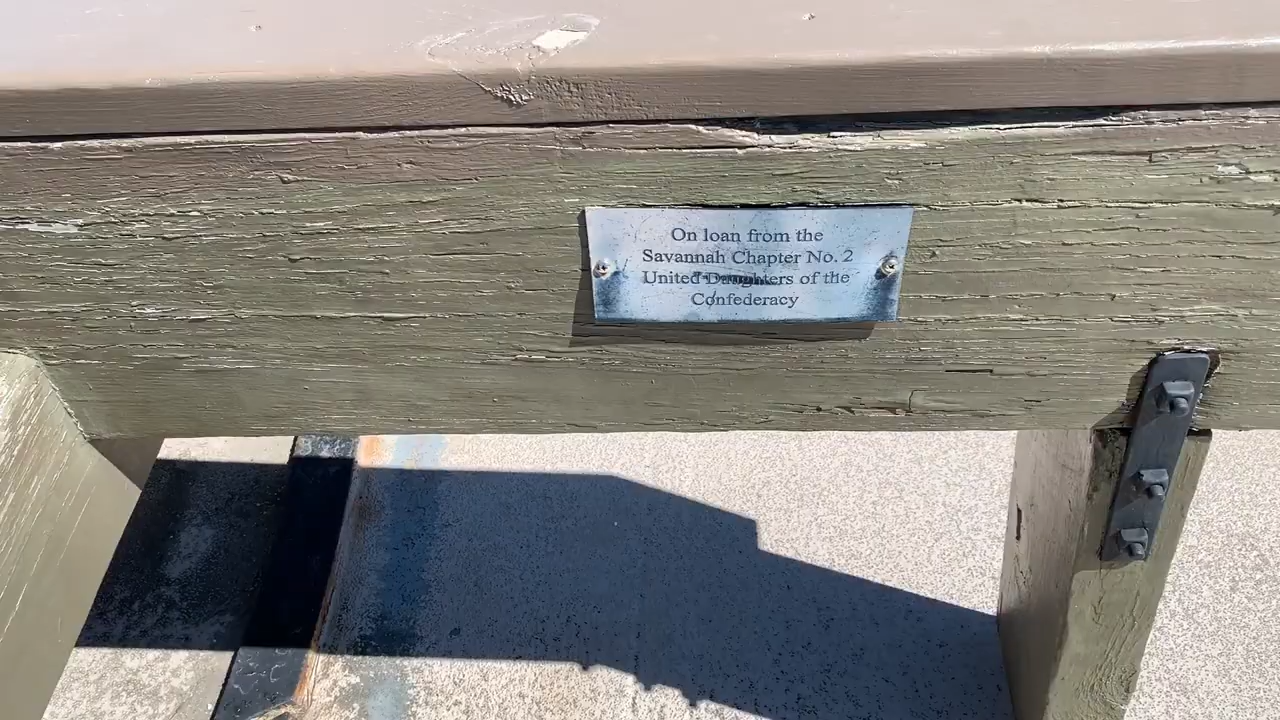 On loan from the
Savannah Chapter No. 2
United Daughters of the
Confederacy